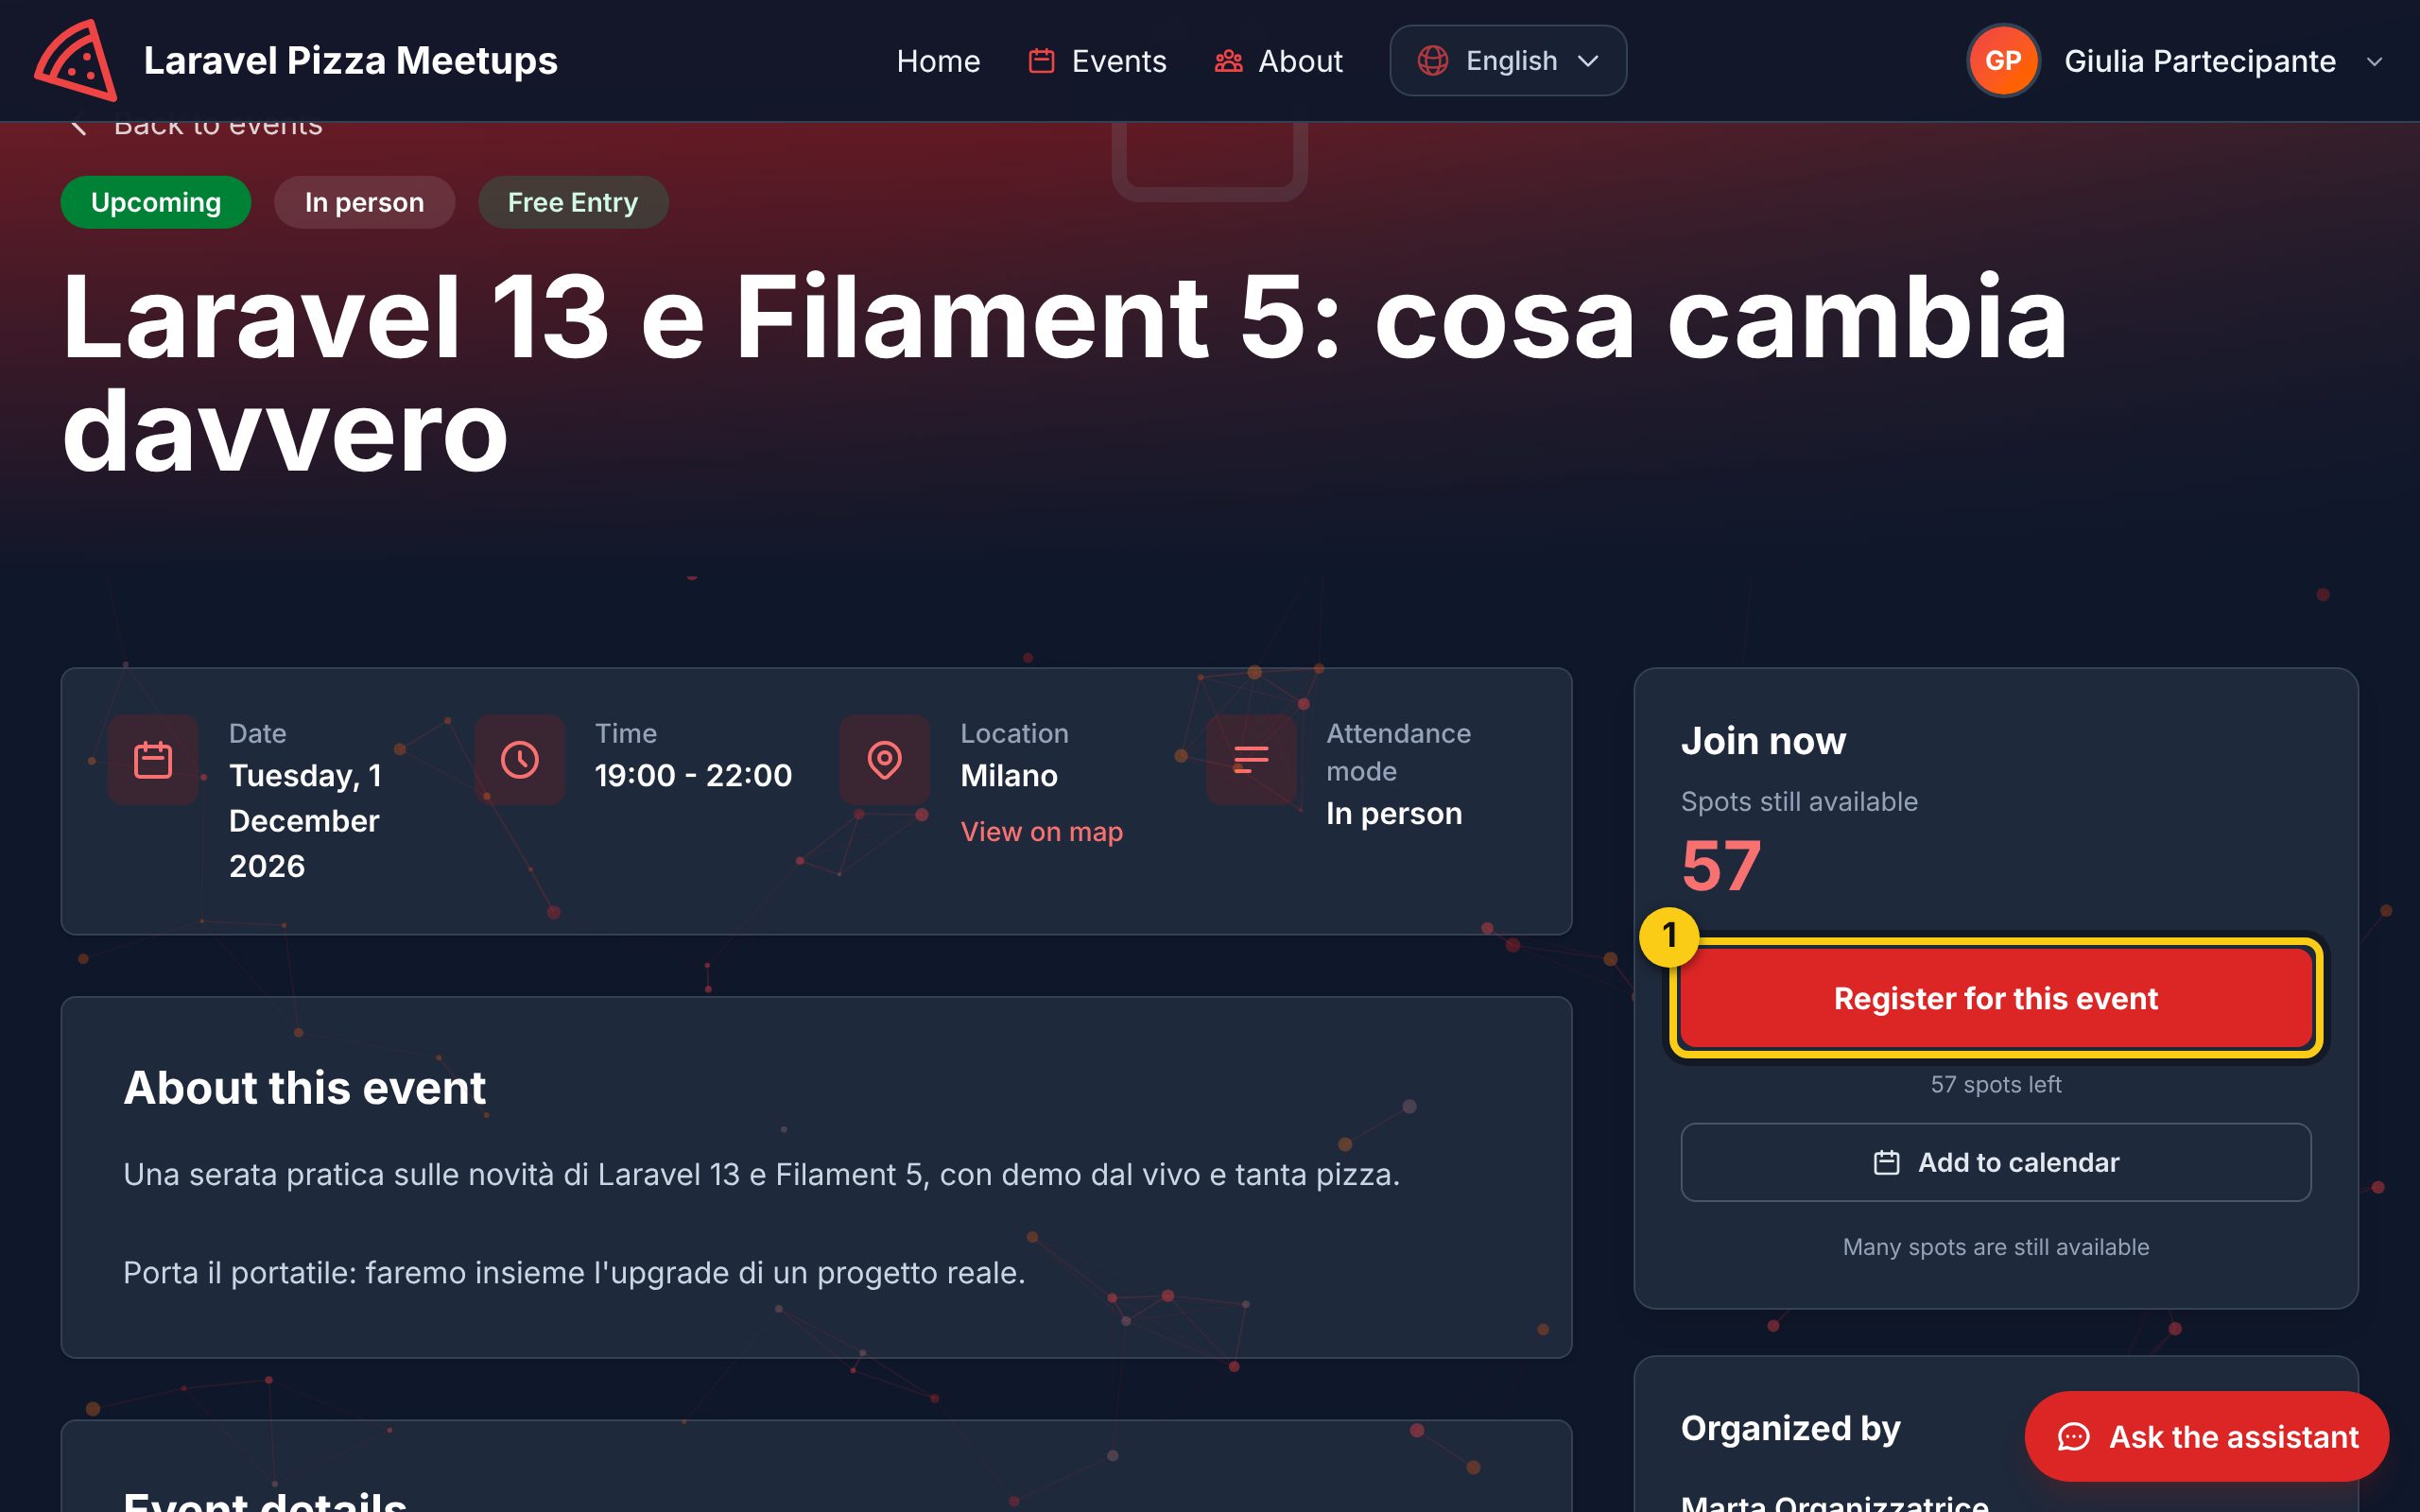 Laravel Pizza Meetups
Home
Events
About
English
GP
Giulia Partecipante
Back to events
Upcoming
In person
Free Entry
Laravel 13 e Filament 5: cosa cambia
davvero
Date
Tuesday, 1
December
2026
Time
19:00 - 22:00
Location
Milano
View on map
Attendance
mode
In person
Join now
Spots still available
57
1
Register for this event
57 spots left
Add to calendar
Many spots are still available
About this event
Una serata pratica sulle novità di Laravel 13 e Filament 5, con demo dal vivo e tanta pizza.
Porta il portatile: faremo insieme l'upgrade di un progetto reale.
Event details
Organized by
Marta Organizzatrice
Ask the assistant